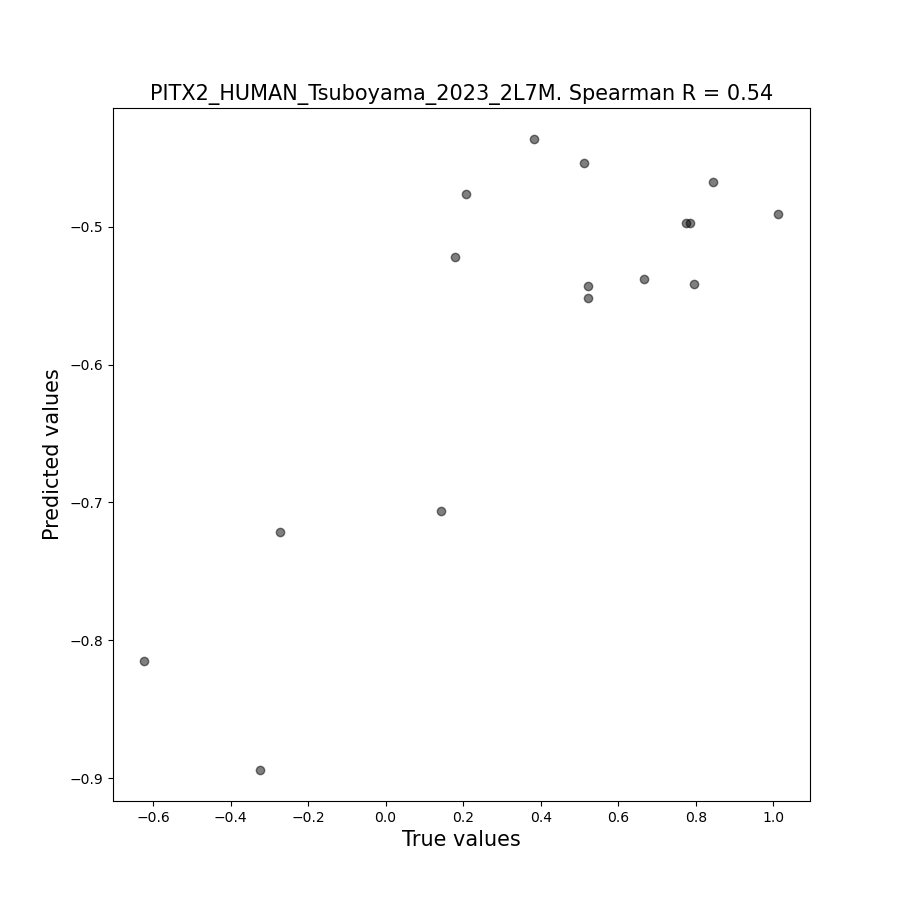 PITX2_HUMAN_Tsuboyama_2023_2L7M. Spearman R = 0.54
−0.5
−0.6
−0.7
−0.8
−0.9
Predicted values
−0.6 −0.4 −0.2 0.0 0.2 0.4 0.6 0.8 1.0
True values